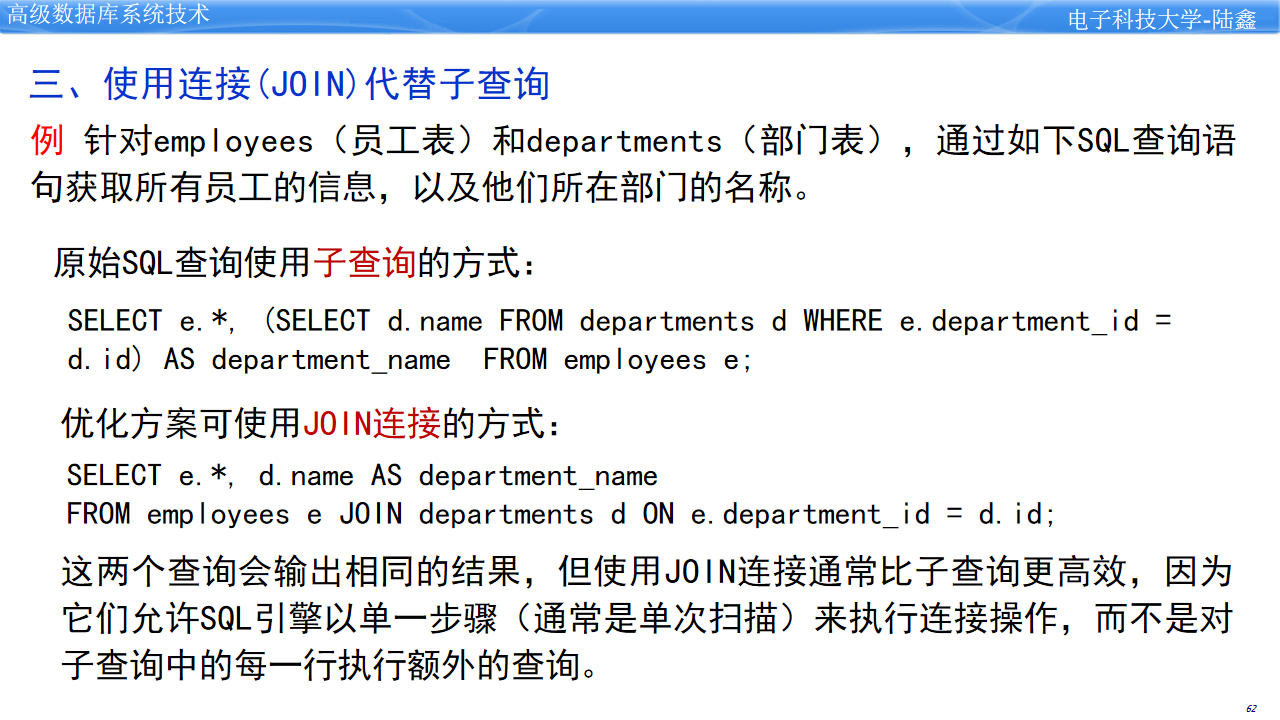 高级数据库系统技术
电子科技大学-陆鑫
三、使用连接(JOIN)代替子查询
例 针对employees（员工表）和departments（部门表），通过如下SQL查询语
句获取所有员工的信息，以及他们所在部门的名称。
原始SQL查询使用子查询的方式：
SELECT e.*, (SELECT d.name FROM departments d WHERE e.department_id =
d.id) AS department_name  FROM employees e;
优化方案可使用JOIN连接的方式：
SELECT e.*, d.name AS department_name
FROM employees e JOIN departments d ON e.department_id = d.id;
这两个查询会输出相同的结果，但使用JOIN连接通常比子查询更高效，因为
它们允许SQL引擎以单一步骤（通常是单次扫描）来执行连接操作，而不是对
子查询中的每一行执行额外的查询。
62